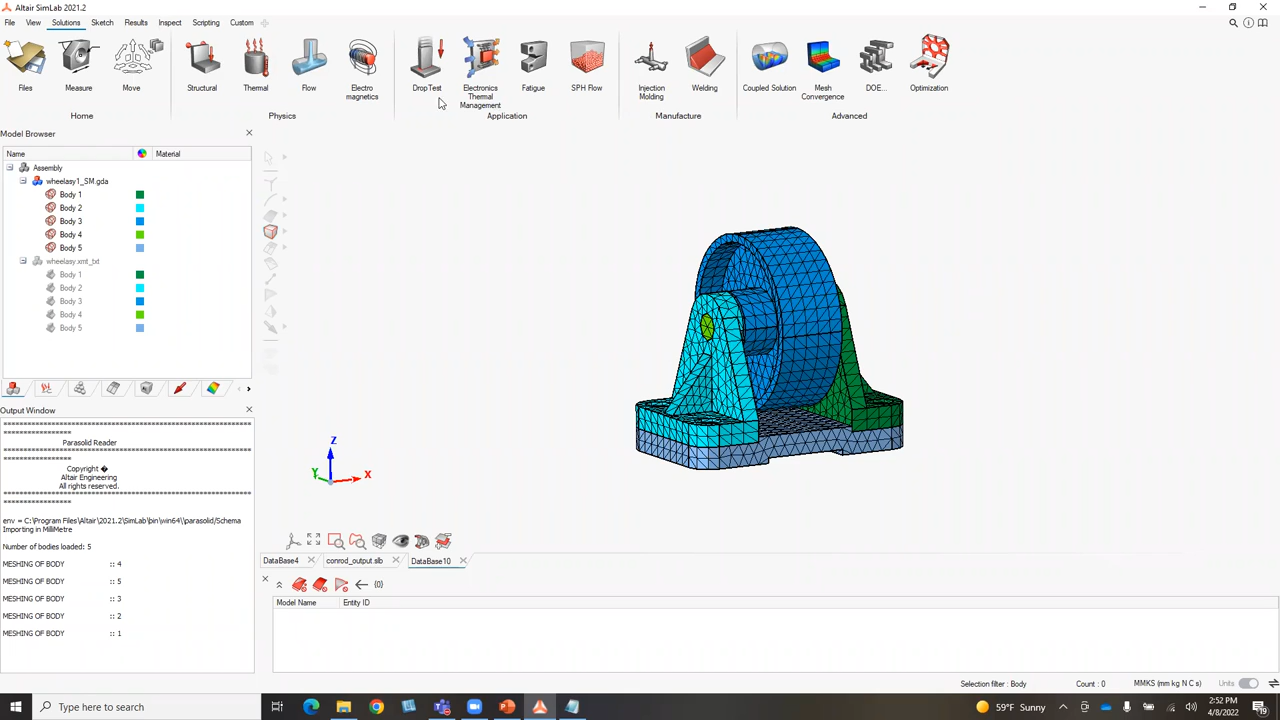 Altair SimLab 2021.2
File View Solutions Sketch Results Inspect Scripting Custom
Files Measure Move Structural Thermal Flow Electro magnetics DropTest Electronics Thermal Management Fatigue SPH Flow Injection Molding Welding Coupled Solution Mesh Convergence DOE... Optimization
Home Physics Application Manufacture Advanced
Model Browser
Name Material
Assembly
wheelasy1_SM.gda
Body 1
Body 2
Body 3
Body 4
Body 5
wheelasy.xmt_txt
Body 1
Body 2
Body 3
Body 4
Body 5
Output Window
====================================================
=================
Parasolid Reader
====================================================
=================
Copyright �
Altair Engineering
All rights reserved.
====================================================
=================
env = C:\Program Files\Altair\2021.2\SimLab\bin\win64\\parasolid/Schema
Importing in MilliMetre
Number of bodies loaded: 5
MESHING OF BODY :: 4
MESHING OF BODY :: 5
MESHING OF BODY :: 3
MESHING OF BODY :: 2
MESHING OF BODY :: 1
Z
Y
X
DataBase4 conrod_output.slb DataBase10
{0}
Model Name Entity ID
Selection filter : Body Count : 0 MMKS (mm kg N C s) Units
Type here to search
59°F Sunny
2:52 PM
4/8/2022